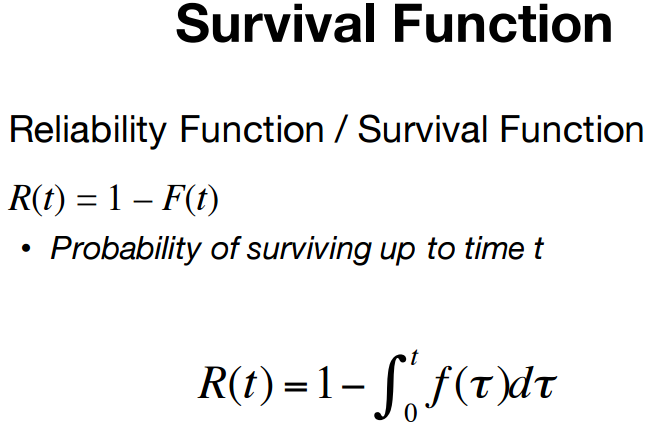 Survival Function
Reliability Function / Survival Function
R(t) = 1 – F(t)
• Probability of surviving up to time t
R(t) = 1 − ∫₀ᵗ f(τ)dτ